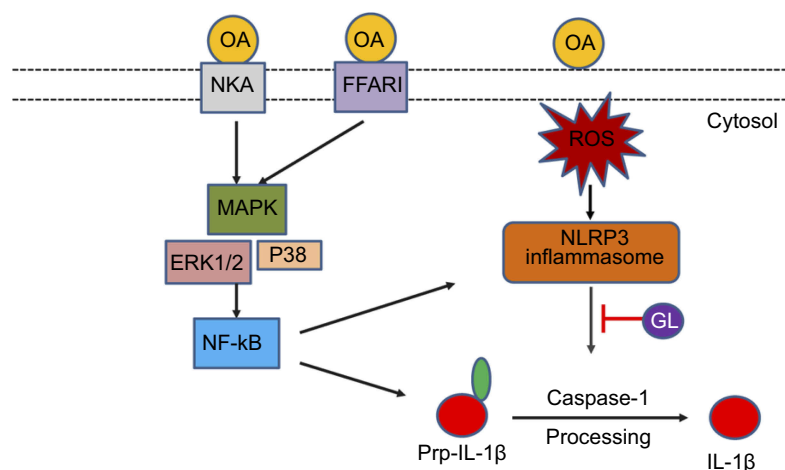 OA
OA
OA
NKA
FFARI
Cytosol
ROS
MAPK
NLRP3
inflammasome
ERK1/2
P38
GL
NF-kB
Caspase-1
Processing
Prp-IL-1β
IL-1β